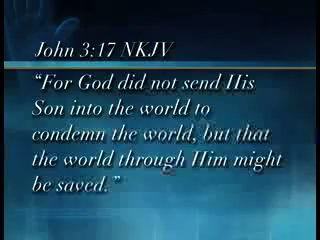 John 3:17 NKJV
“For God did not send His
Son into the world to
condemn the world, but that
the world through Him might
be saved.”